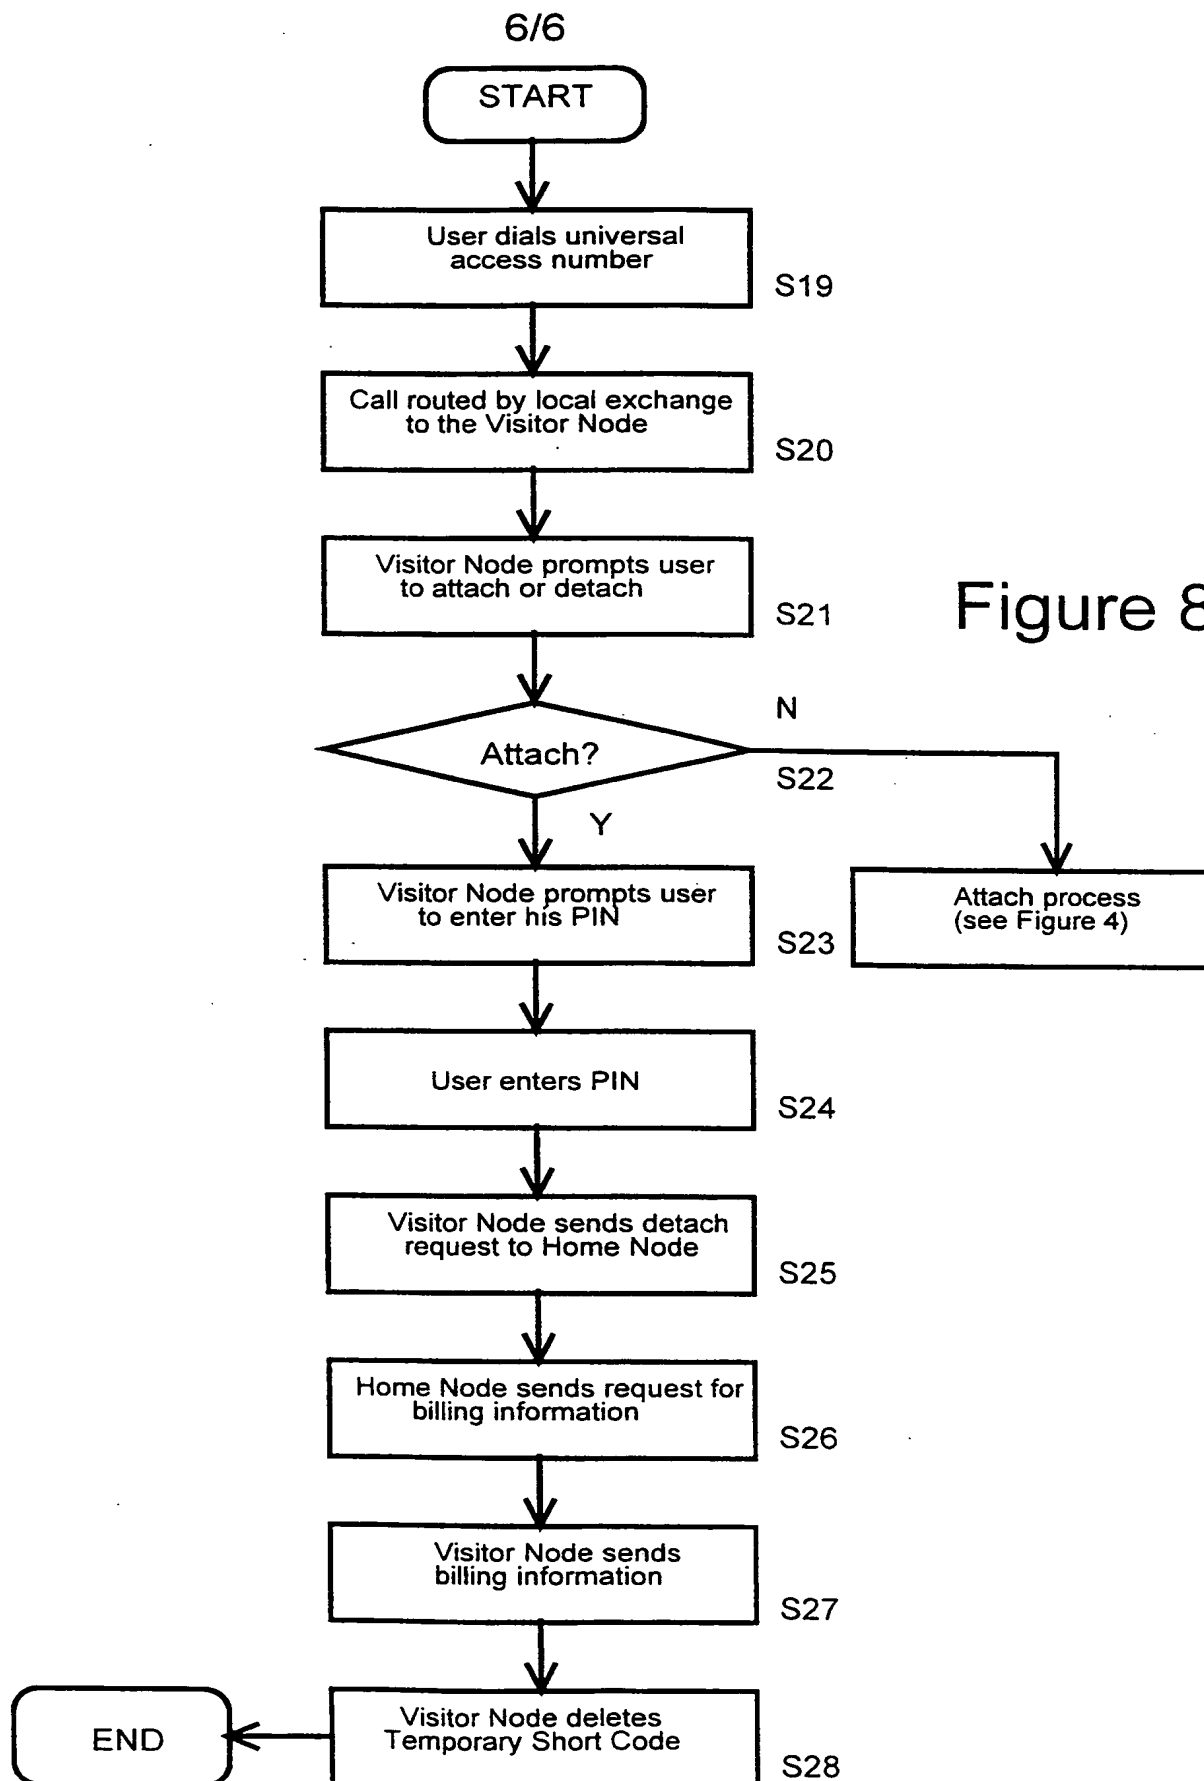 6/6
START
User dials universal
access number
S19
Call routed by local exchange
to the Visitor Node
S20
Visitor Node prompts user
to attach or detach
S21
Figure 8
Attach?
N
S22
Y
Visitor Node prompts user
to enter his PIN
S23
Attach process
(see Figure 4)
User enters PIN
S24
Visitor Node sends detach
request to Home Node
S25
Home Node sends request for
billing information
S26
Visitor Node sends
billing information
S27
Visitor Node deletes
Temporary Short Code
S28
END